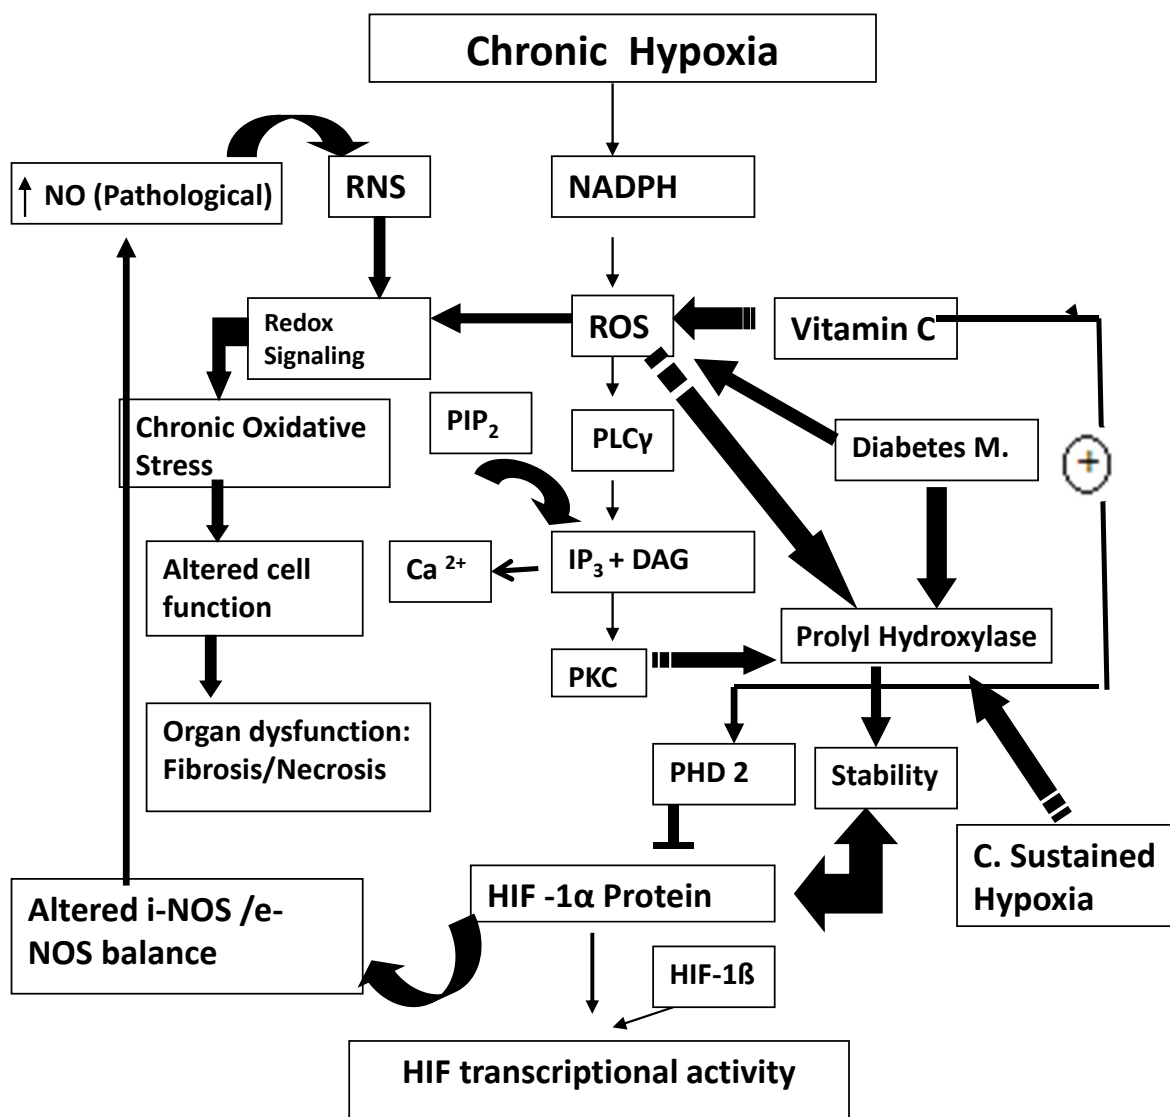 Chronic Hypoxia
↑ NO (Pathological)
RNS
NADPH
Redox
Signaling
ROS
Vitamin C
Chronic Oxidative
Stress
PIP₂
PLCγ
Diabetes M.
+
Altered cell
function
Ca ²⁺
IP₃ + DAG
Prolyl Hydroxylase
PKC
Organ dysfunction:
Fibrosis/Necrosis
PHD 2
Stability
C. Sustained
Hypoxia
HIF -1α Protein
Altered i-NOS /e-
NOS balance
HIF-1ß
HIF transcriptional activity